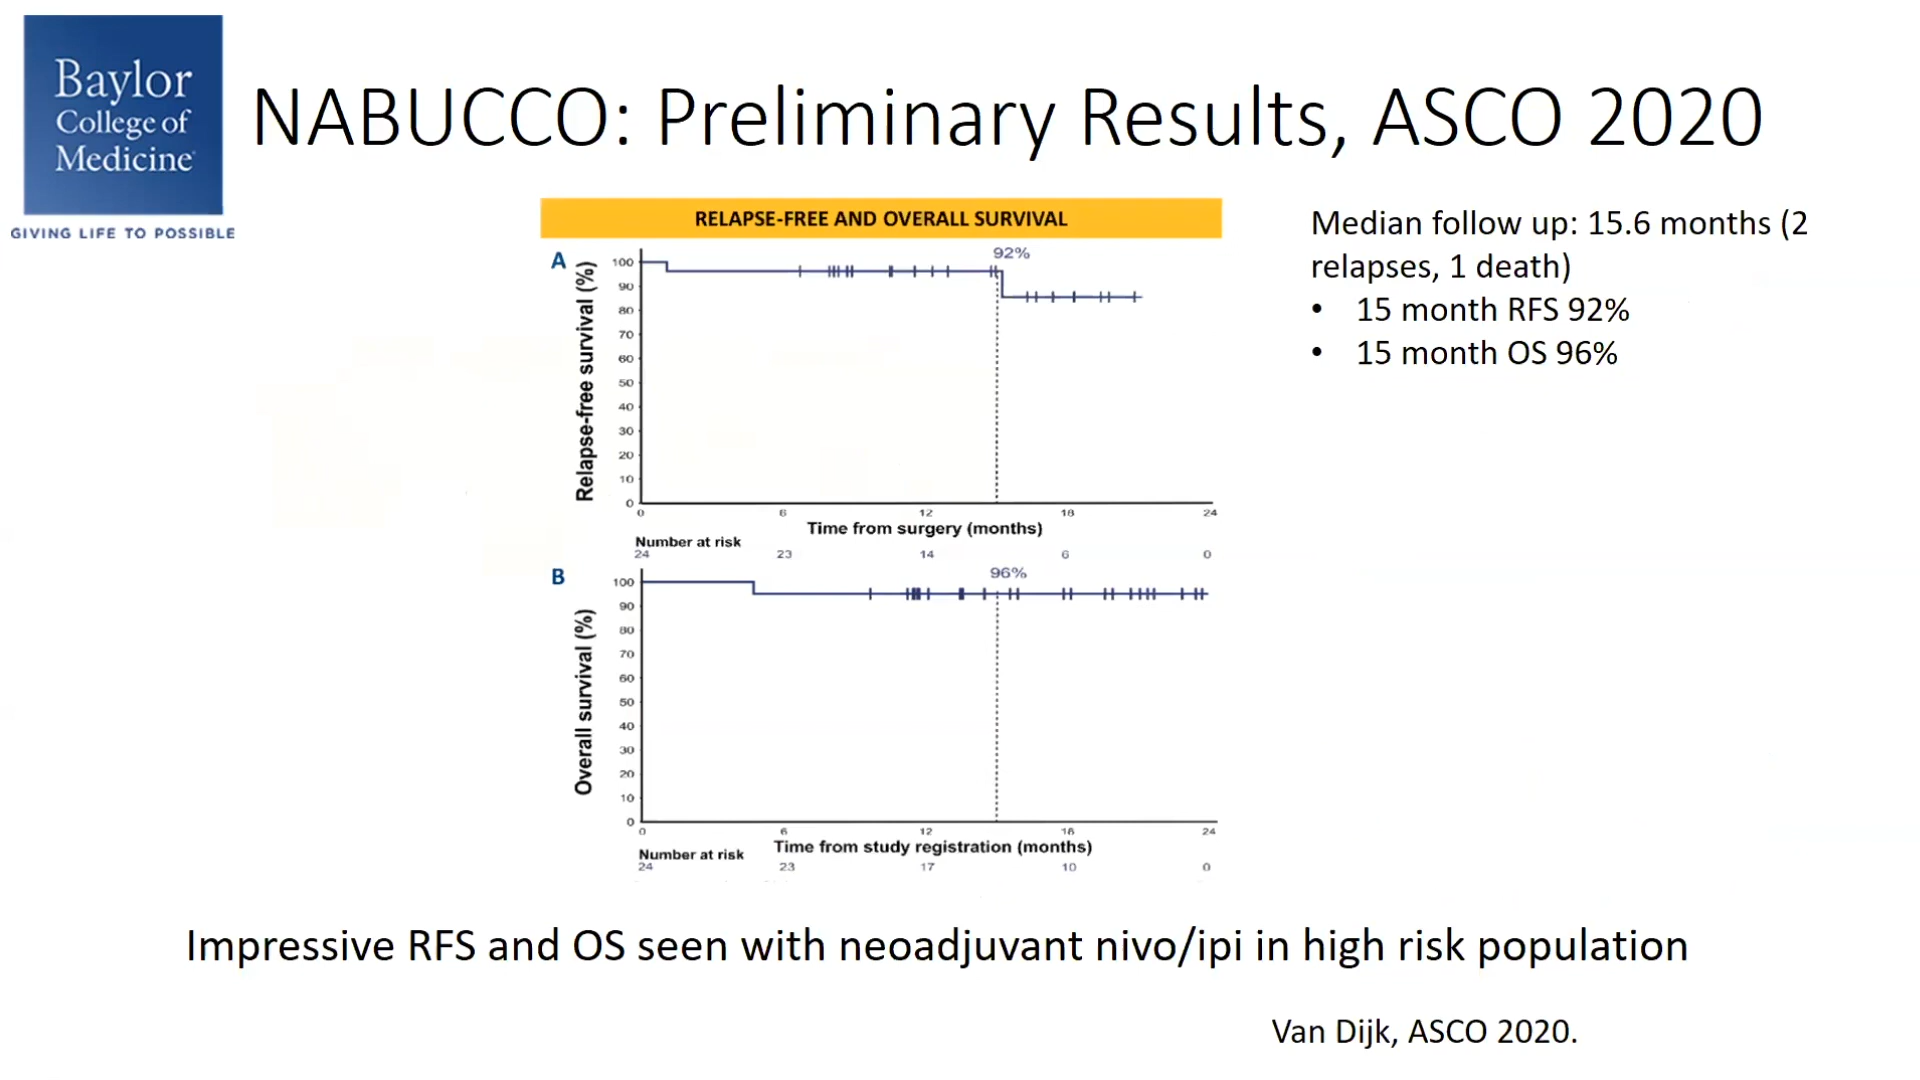 Baylor
College of
Medicine
GIVING LIFE TO POSSIBLE
NABUCCO: Preliminary Results, ASCO 2020
RELAPSE-FREE AND OVERALL SURVIVAL
A
92%
Relapse-free survival (%)
100
90
80
70
60
50
40
30
20
10
0
0 6 12 18 24
Time from surgery (months)
Number at risk
24 23 14 6 0
B
96%
Overall survival (%)
100
90
80
70
60
50
40
30
20
10
0
0 6 12 18 24
Time from study registration (months)
Number at risk
24 23 17 10 0
Median follow up: 15.6 months (2
relapses, 1 death)
• 15 month RFS 92%
• 15 month OS 96%
Impressive RFS and OS seen with neoadjuvant nivo/ipi in high risk population
Van Dijk, ASCO 2020.